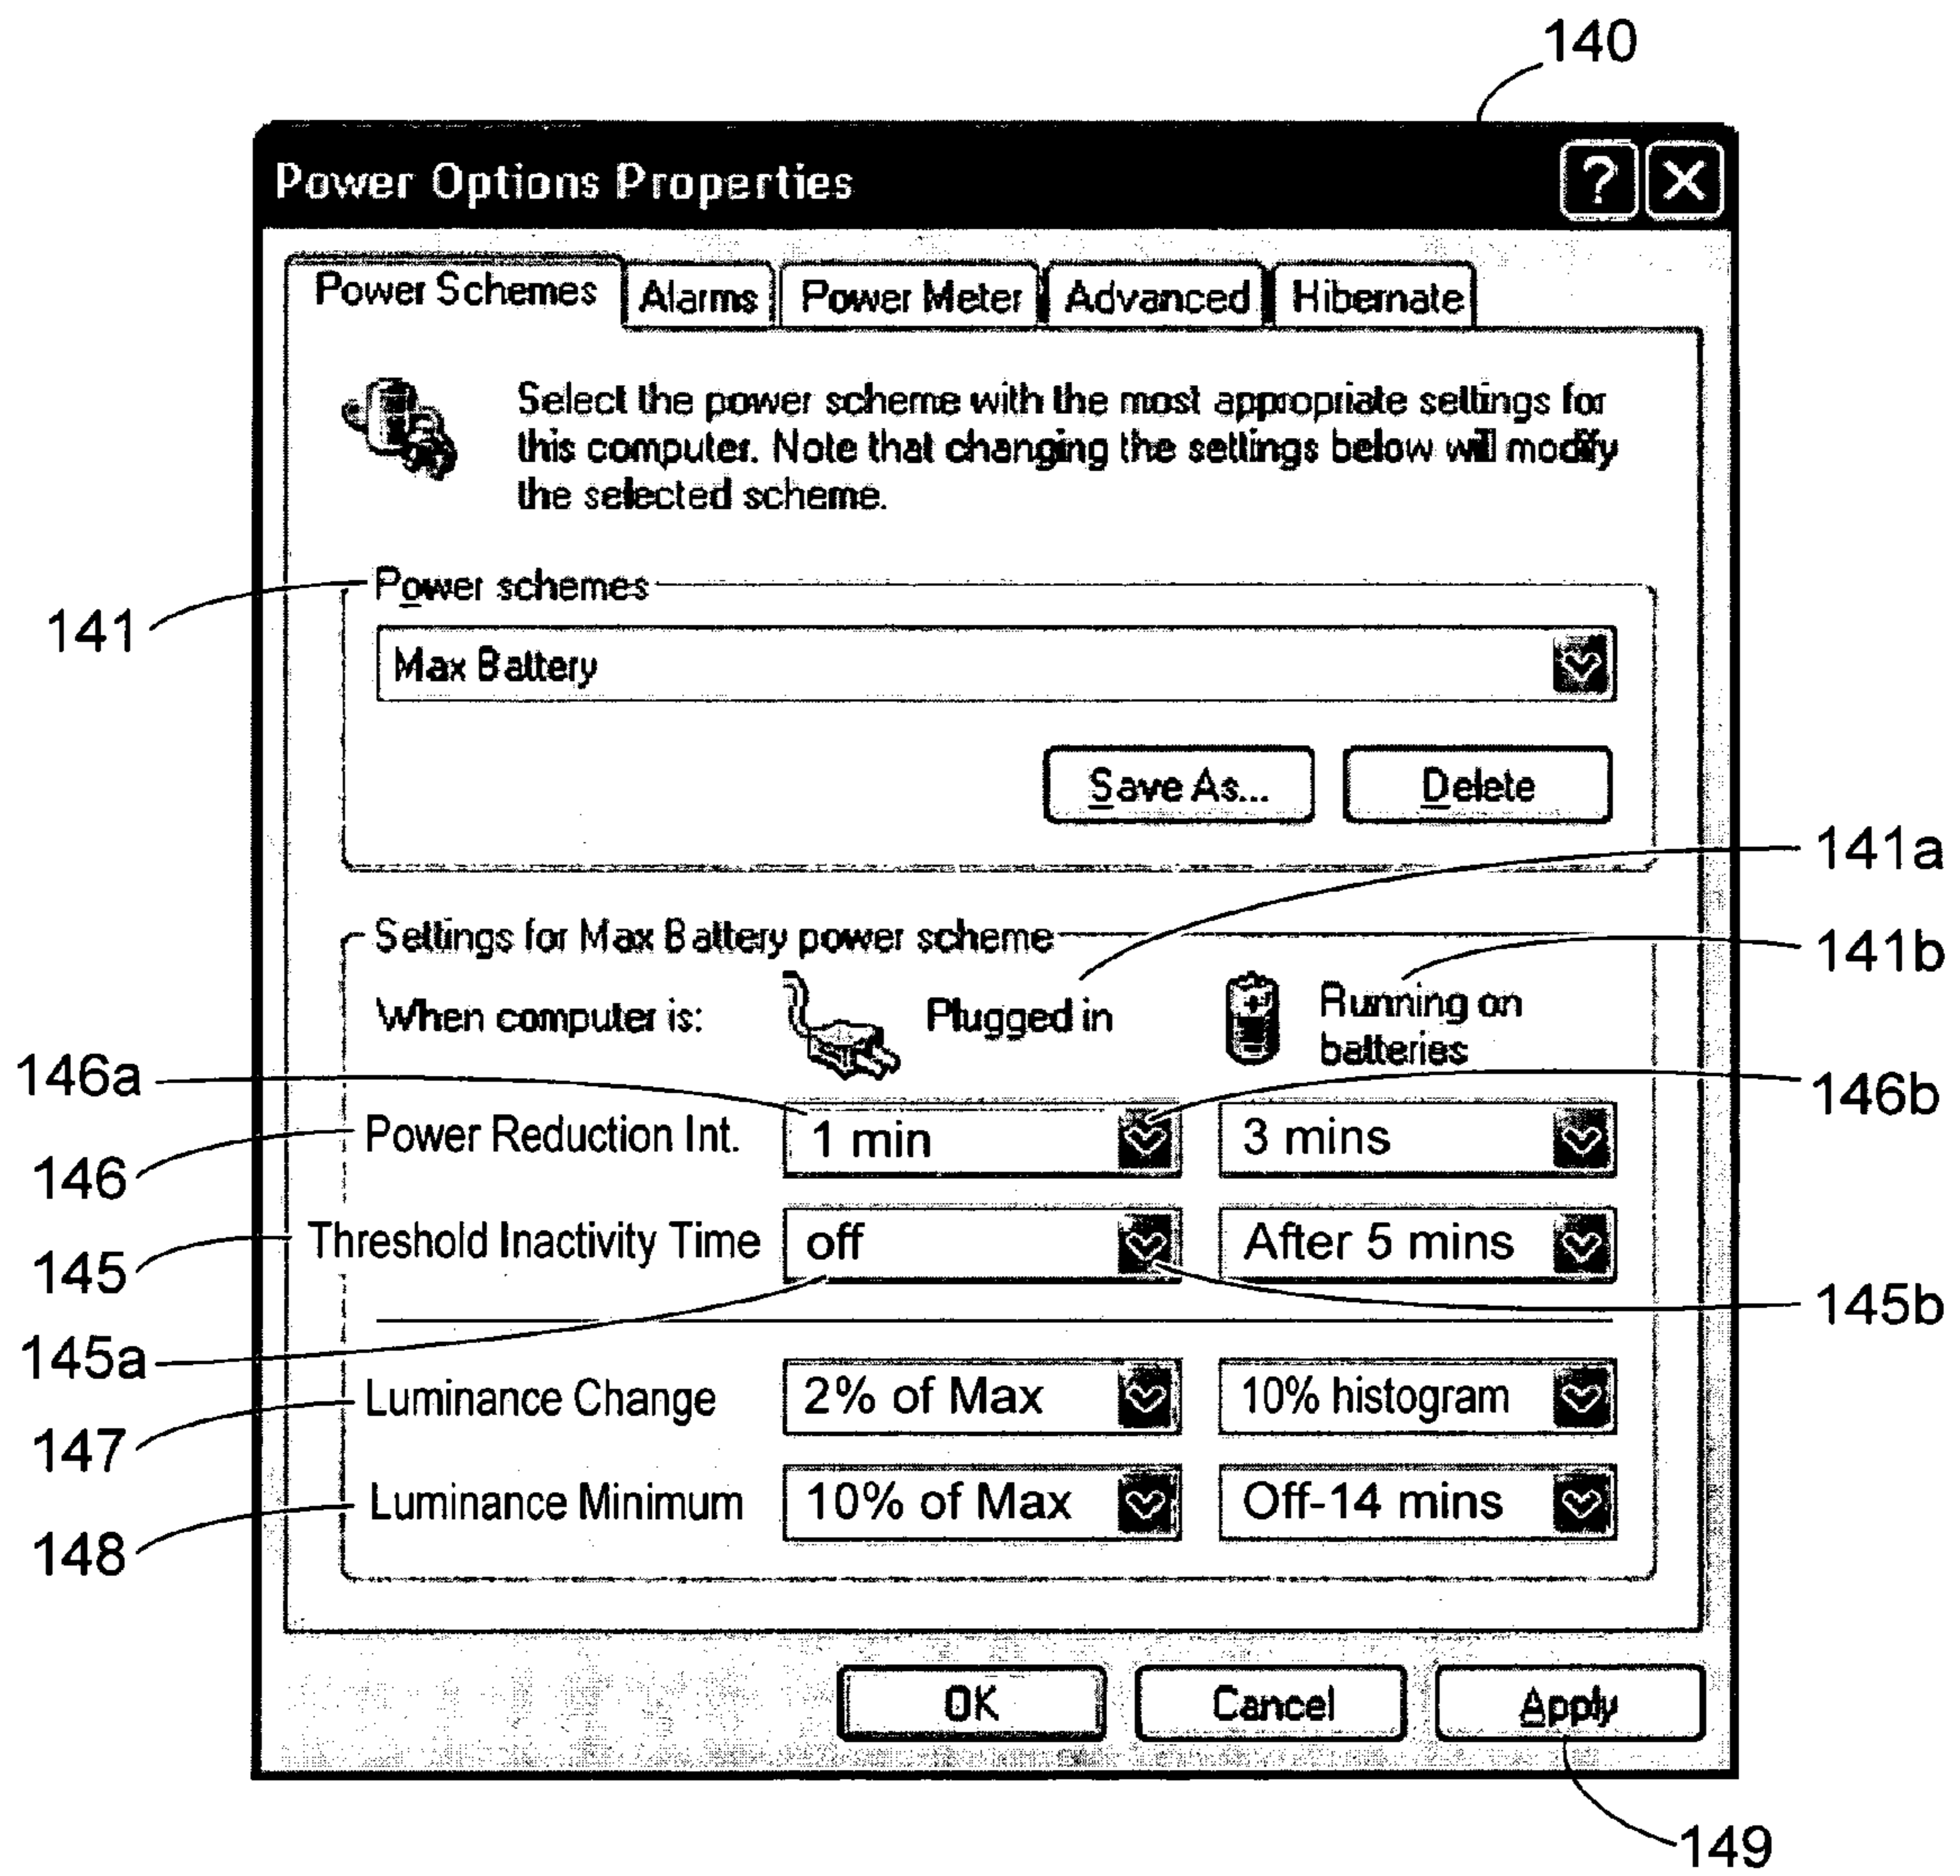 140
Power Options Properties
Power Schemes Alarms Power Meter Advanced Hibernate
Select the power scheme with the most appropriate settings for
this computer. Note that changing the settings below will modify
the selected scheme.
141
Power schemes
Max Battery
Save As... Delete
141a
Settings for Max Battery power scheme
141b
When computer is: Plugged in Running on
batteries
146a
146b
146
Power Reduction Int. 1 min 3 mins
145
Threshold Inactivity Time off After 5 mins
145b
145a
147
Luminance Change 2% of Max 10% histogram
148
Luminance Minimum 10% of Max Off-14 mins
OK Cancel Apply
149